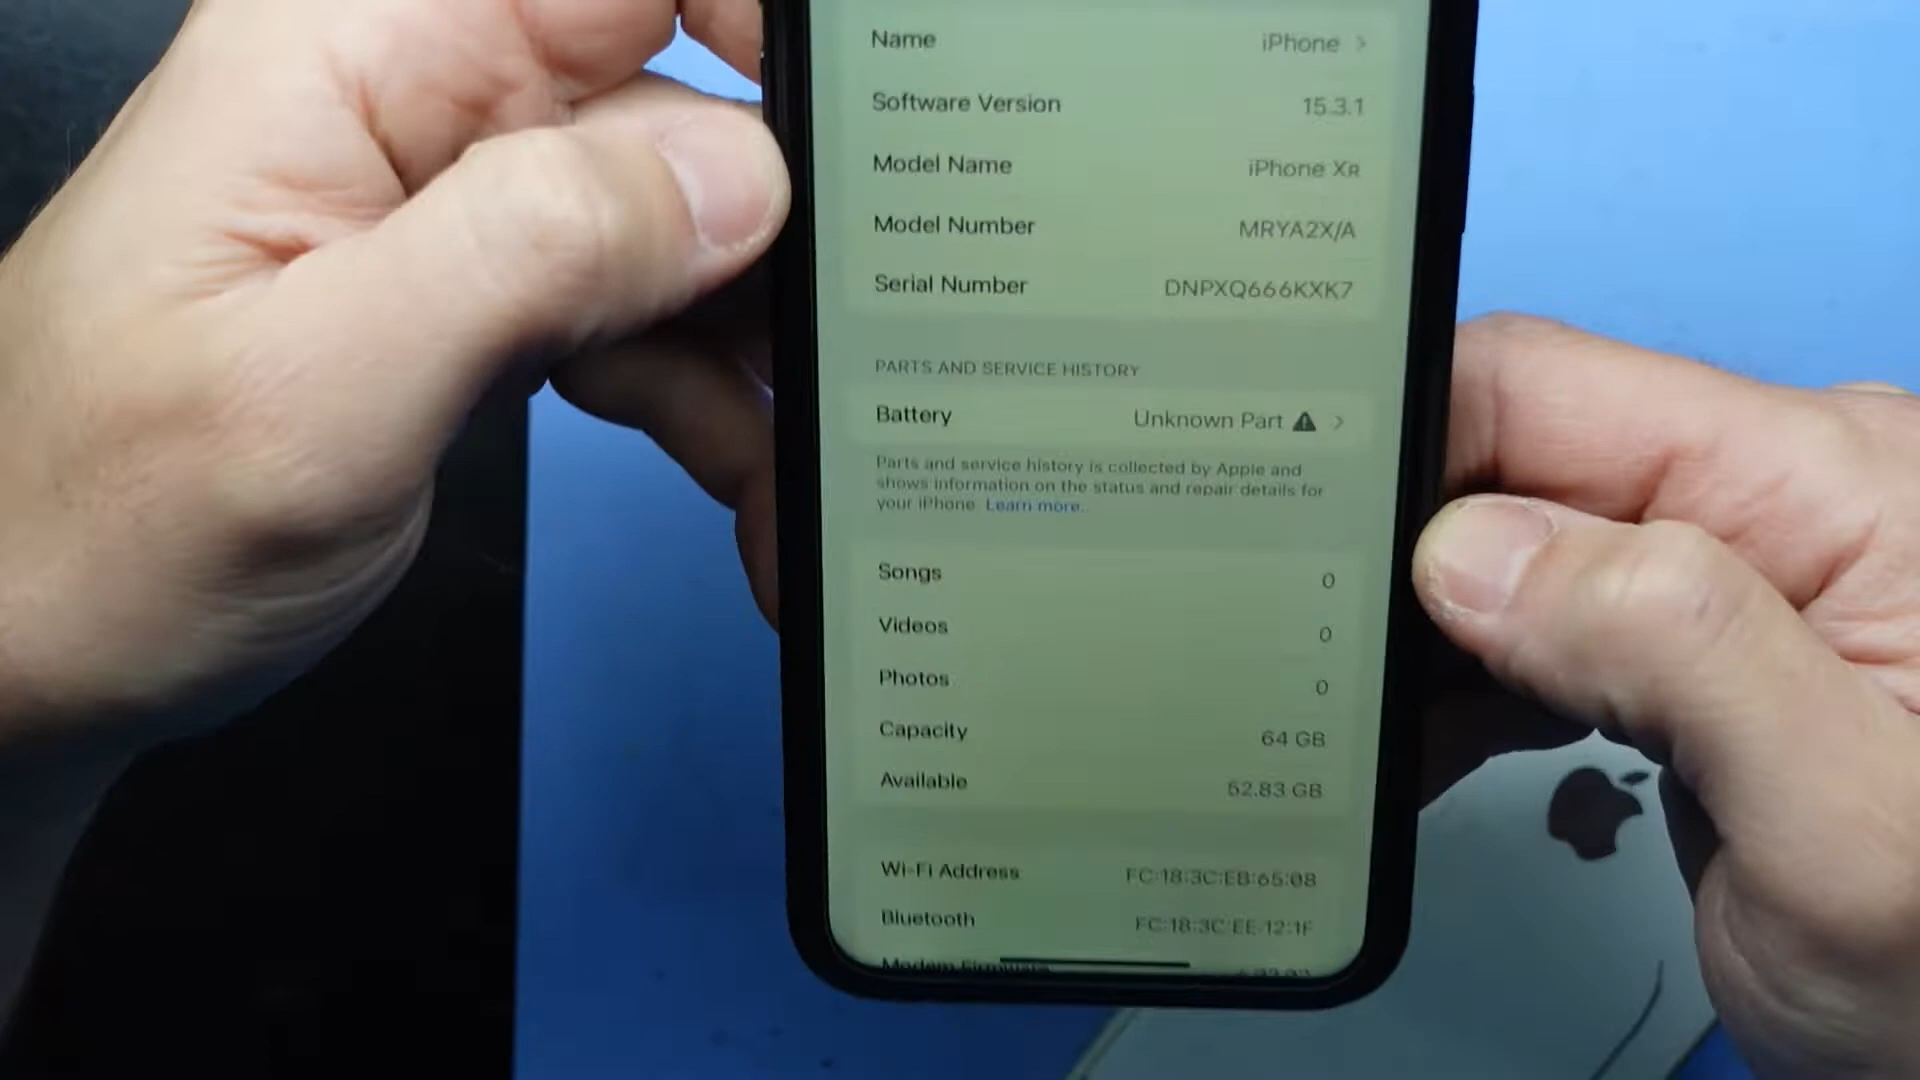 Name iPhone
Software Version 15.3.1
Model Name iPhone XR
Model Number MRYA2X/A
Serial Number DNPXQ666KXK7
PARTS AND SERVICE HISTORY
Battery Unknown Part
Parts and service history is collected by Apple and
shows information on the status and repair details for
your iPhone. Learn more...
Songs 0
Videos 0
Photos 0
Capacity 64 GB
Available 52.83 GB
Wi-Fi Address FC:18:3C:EB:65:08
Bluetooth FC:18:3C:EE:12:1F
Modem Firmware